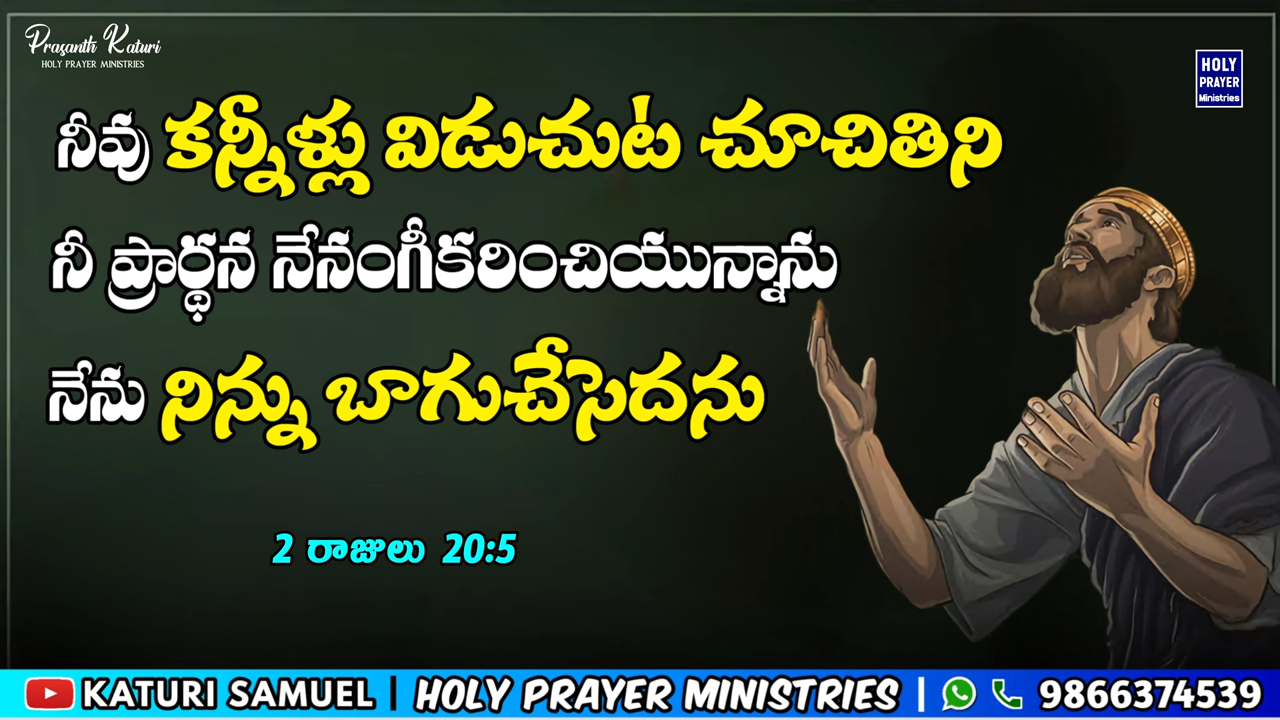 Prasanth Katuri
HOLY PRAYER MINISTRIES
HOLY
PRAYER
Ministries
నీవు కన్నీళ్లు విడుచుట చూచితిని
నీ ప్రార్థన నేనంగీకరించియున్నాను
నేను నిన్ను బాగుచేసెదను
2 రాజులు 20:5
KATURI SAMUEL | HOLY PRAYER MINISTRIES | 9866374539